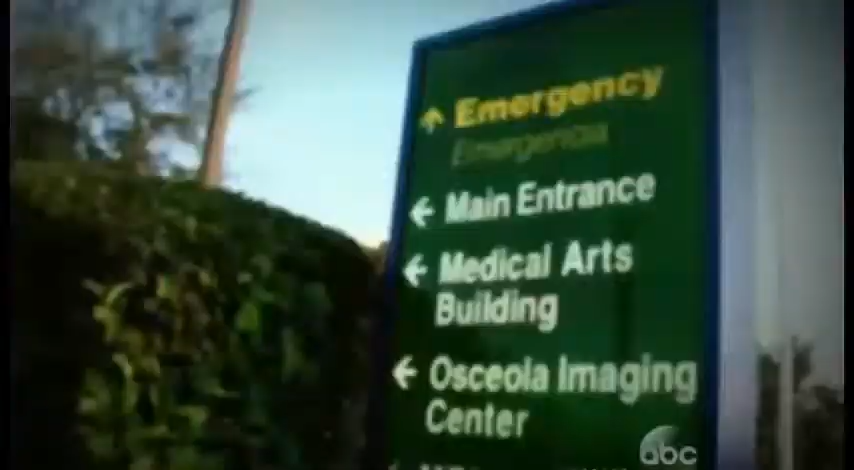 Emergency
Emergencia
Main Entrance
Medical Arts
Building
Osceola Imaging
Center
abc